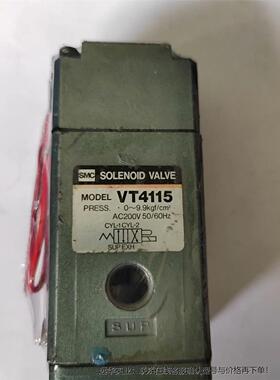 SMC SOLENOID VALVE
MODEL VT4115
PRESS. 0~9.9kgf/cm²
AC200V 50/60Hz
CYL-1 CYL-2
SUP EXH
SUP